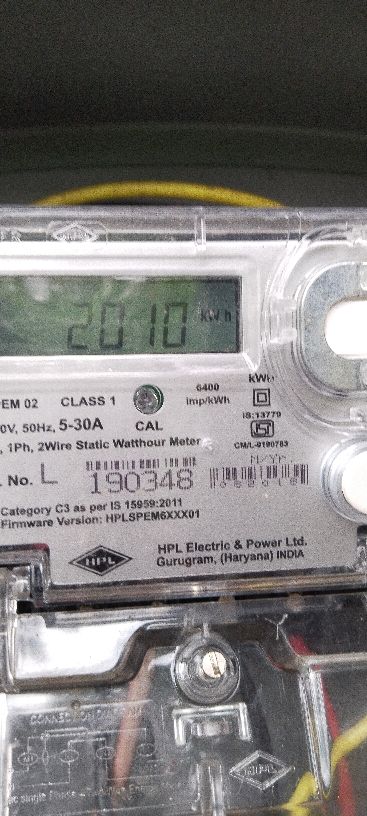 2010 kWh
PEM 02 CLASS 1 6400 imp/kWh kWh
0V, 50Hz, 5-30A CAL IS:13779
, 1Ph, 2Wire Static Watthour Meter CM/L-9190783
. No. L 190348
Category C3 as per IS 15959:2011
Firmware Version: HPLSPEM6XXX01
HPL HPL Electric & Power Ltd.
Gurugram, (Haryana) INDIA
HPL